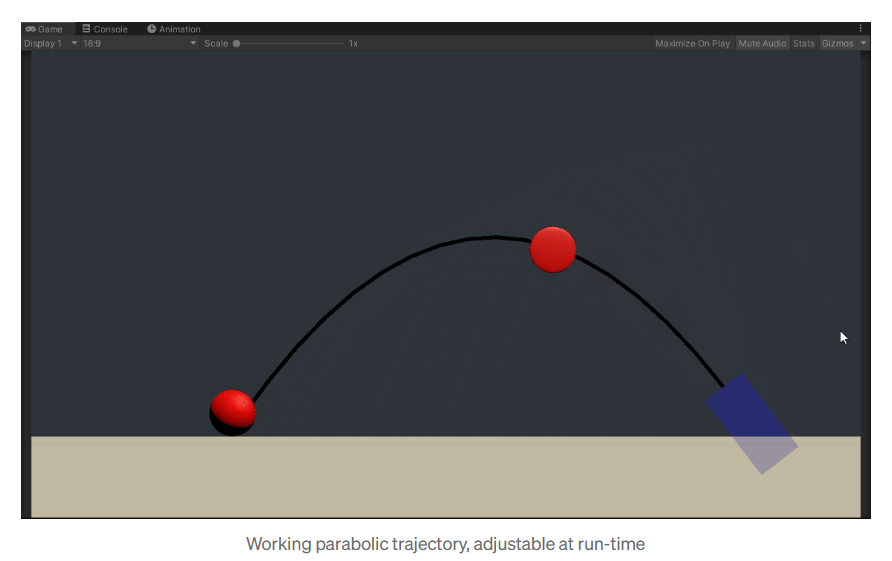 Game Console Animation
Display 1 16:9 Scale 1x Maximize On Play Mute Audio Stats Gizmos
Working parabolic trajectory, adjustable at run-time